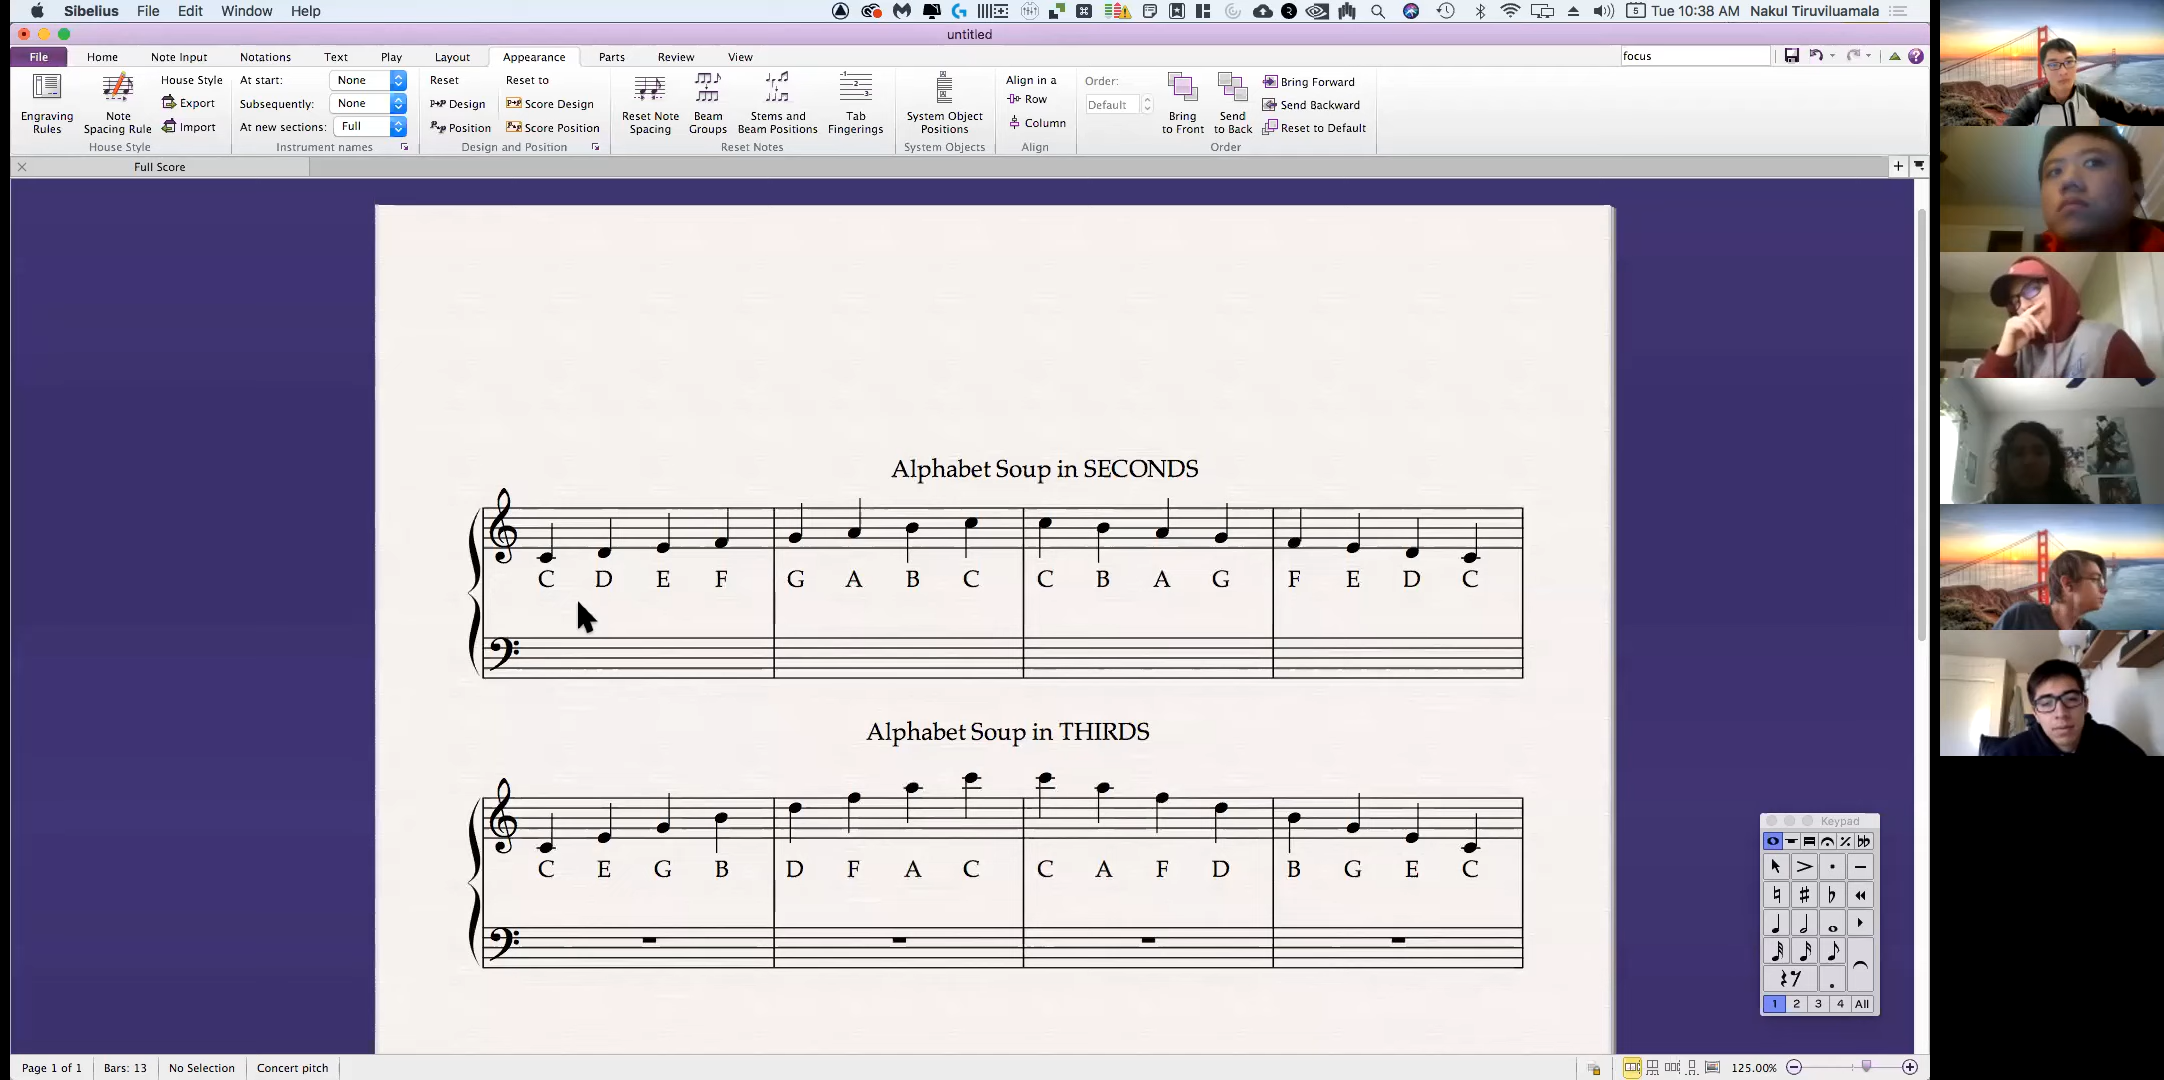 Sibelius File Edit Window Help
5 Tue 10:38 AM Nakul Tiruviluamala
untitled
File Home Note Input Notations Text Play Layout Appearance Parts Review View
focus
Engraving Rules
Note Spacing Rule
House Style
Export
Import
House Style
At start: None
Subsequently: None
At new sections: Full
Instrument names
Reset
Design
Position
Reset to
Score Design
Score Position
Design and Position
Reset Note Spacing
Beam Groups
Stems and Beam Positions
Tab Fingerings
Reset Notes
System Object Positions
System Objects
Align in a
Row
Column
Align
Order:
Default
Bring to Front
Send to Back
Bring Forward
Send Backward
Reset to Default
Order
Full Score
Alphabet Soup in SECONDS
C D E F G A B C C B A G F E D C
Alphabet Soup in THIRDS
C E G B D F A C C A F D B G E C
Keypad
1 2 3 4 All
Page 1 of 1 Bars: 13 No Selection Concert pitch
125.00%